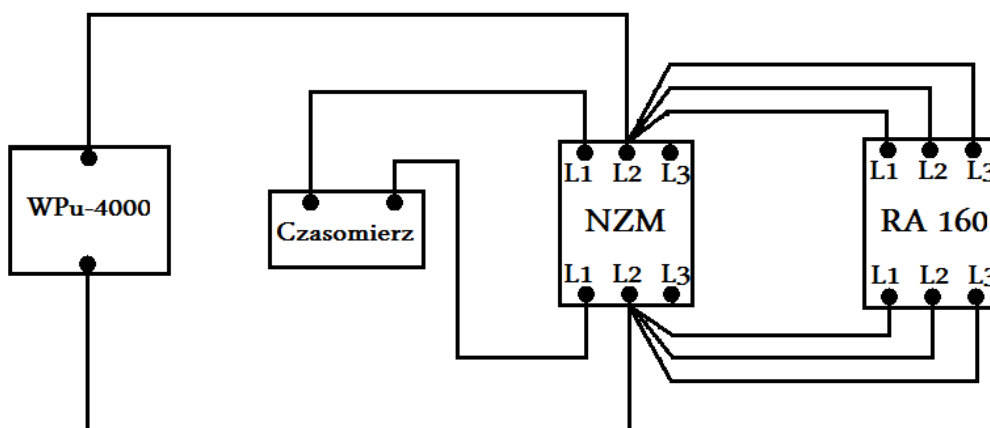 WPu-4000
Czasomierz
L1 L2 L3
NZM
L1 L2 L3
L1 L2 L3
RA 160
L1 L2 L3